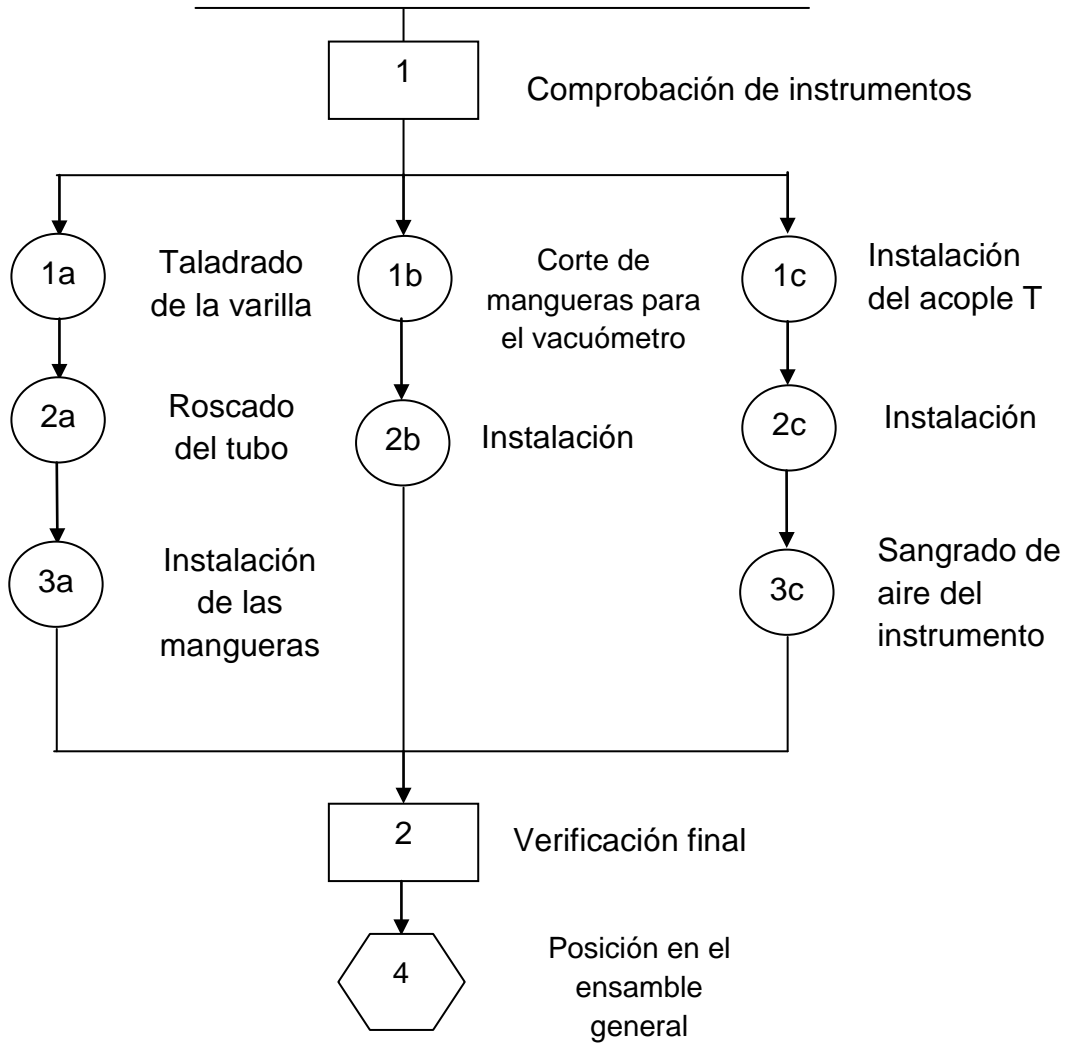 1
Comprobación de instrumentos
1a
Taladrado
de la varilla
1b
Corte de
mangueras para
el vacuómetro
1c
Instalación
del acople T
2a
Roscado
del tubo
2b
Instalación
2c
Instalación
3a
Instalación
de las
mangueras
3c
Sangrado de
aire del
instrumento
2
Verificación final
4
Posición en el
ensamble
general